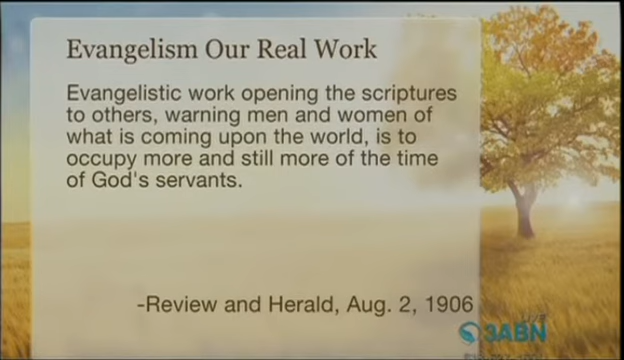 Evangelism Our Real Work
Evangelistic work opening the scriptures
to others, warning men and women of
what is coming upon the world, is to
occupy more and still more of the time
of God's servants.
-Review and Herald, Aug. 2, 1906
3ABN